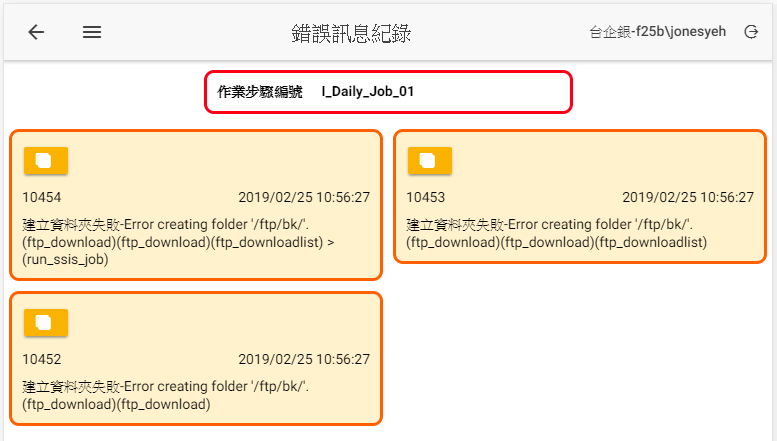 錯誤訊息紀錄
台企銀-f25b\jonesyeh
作業步驟編號 I_Daily_Job_01
10454 2019/02/25 10:56:27
建立資料夾失敗-Error creating folder '/ftp/bk/'.
(ftp_download)(ftp_download)(ftp_downloadlist) >
(run_ssis_job)
10453 2019/02/25 10:56:27
建立資料夾失敗-Error creating folder '/ftp/bk/'.
(ftp_download)(ftp_download)(ftp_downloadlist)
10452 2019/02/25 10:56:27
建立資料夾失敗-Error creating folder '/ftp/bk/'.
(ftp_download)(ftp_download)